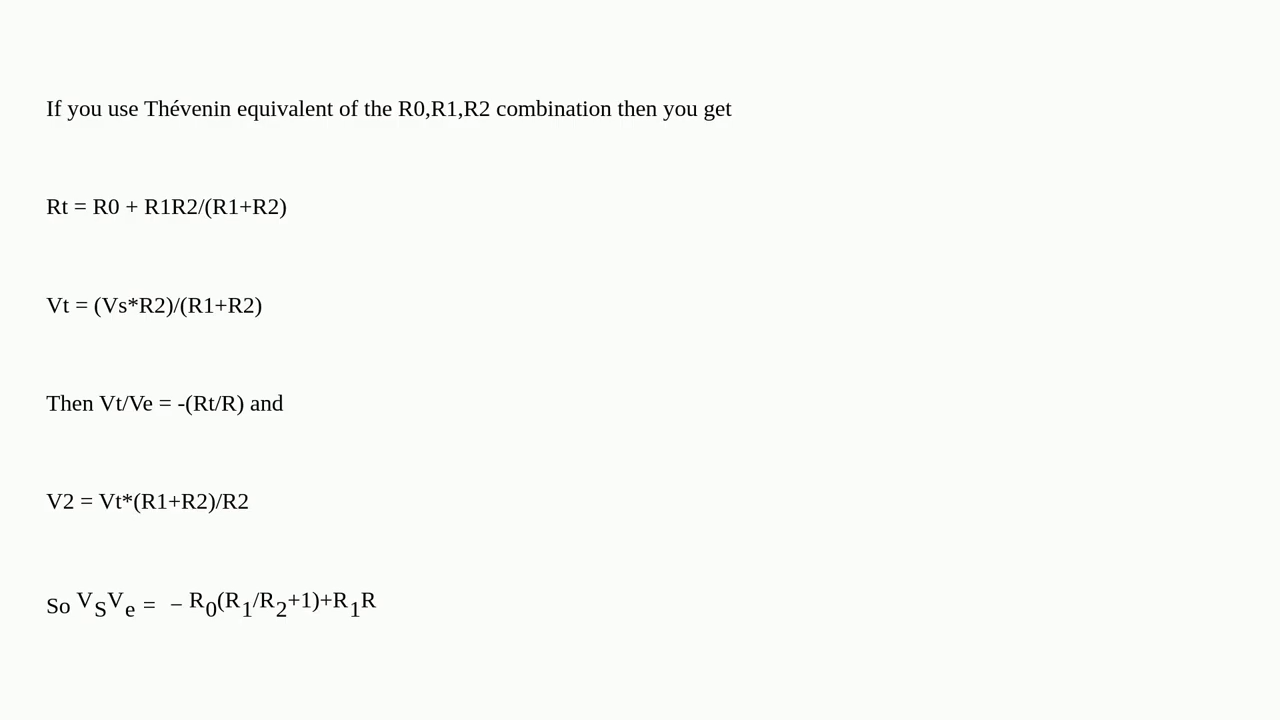 If you use Thévenin equivalent of the R0,R1,R2 combination then you get
Rt = R0 + R1R2/(R1+R2)
Vt = (Vs*R2)/(R1+R2)
Then Vt/Ve = -(Rt/R) and
V2 = Vt*(R1+R2)/R2
So VSVe = − R0(R1/R2+1)+R1R